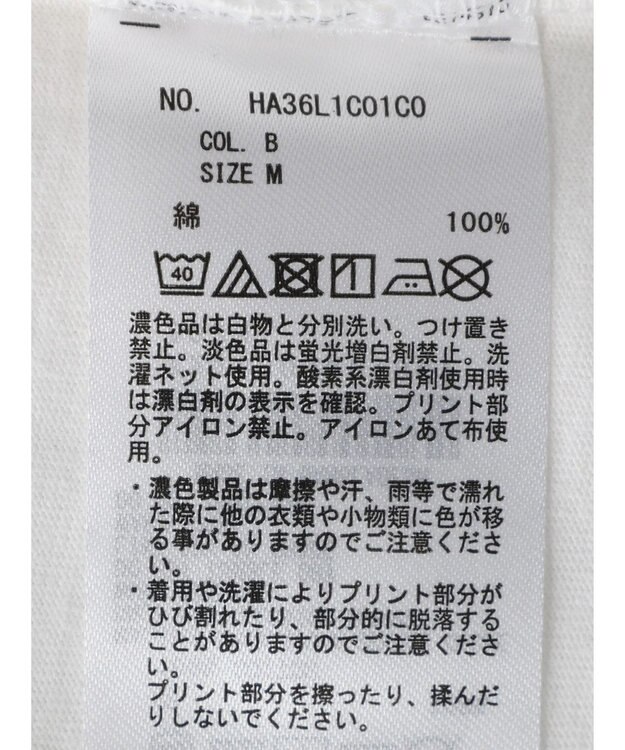 NO. HA36L1C01C0
COL. B
SIZE M
綿 100%
40
濃色品は白物と分別洗い。つけ置き
禁止。淡色品は蛍光増白剤禁止。洗
濯ネット使用。酸素系漂白剤使用時
は漂白剤の表示を確認。プリント部
分アイロン禁止。アイロンあて布使
用。
・濃色製品は摩擦や汗、雨等で濡れ
た際に他の衣類や小物類に色が移
る事がありますのでご注意くださ
い。
・着用や洗濯によりプリント部分が
ひび割れたり、部分的に脱落する
ことがありますのでご注意くださ
い。
プリント部分を擦ったり、揉んだ
りしないでください。